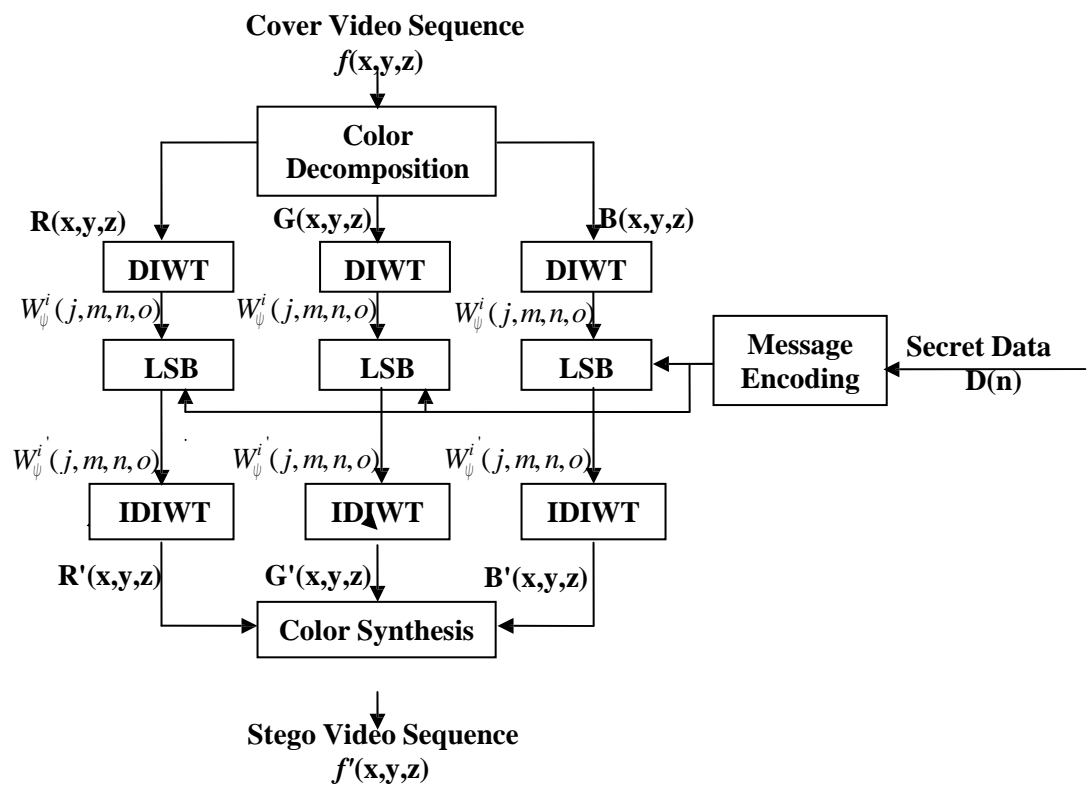 Cover Video Sequence
f(x,y,z)
Color
Decomposition
R(x,y,z)
G(x,y,z)
B(x,y,z)
DIWT
DIWT
DIWT
W_ψ^i(j,m,n,o)
W_ψ^i(j,m,n,o)
W_ψ^i(j,m,n,o)
LSB
LSB
LSB
Message
Encoding
Secret Data
D(n)
W_ψ^i'(j,m,n,o)
W_ψ^i'(j,m,n,o)
W_ψ^i'(j,m,n,o)
IDIWT
IDIWT
IDIWT
R'(x,y,z)
G'(x,y,z)
B'(x,y,z)
Color Synthesis
Stego Video Sequence
f'(x,y,z)